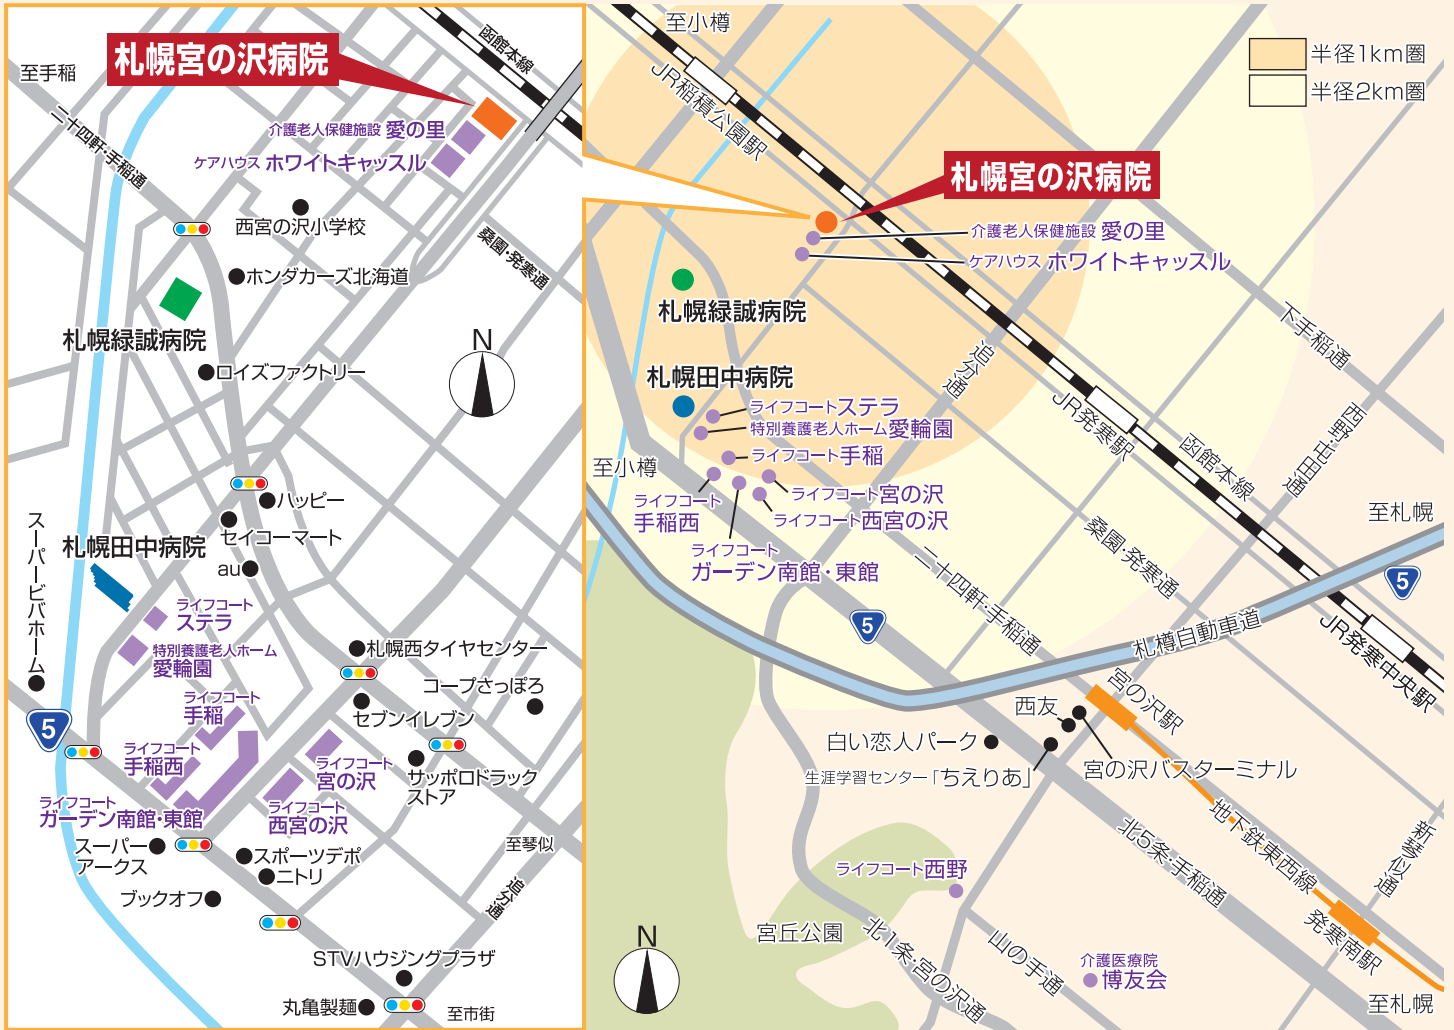 札幌宮の沢病院
至手稲
函館本線
二十四軒・手稲通
介護老人保健施設 愛の里
ケアハウス ホワイトキャッスル
西宮の沢小学校
桑園・発寒通
ホンダカーズ北海道
札幌緑誠病院
N
ロイズファクトリー
ハッピー
セイコーマート
スーパービバホーム
札幌田中病院
au
ライフコート
ステラ
特別養護老人ホーム
愛輪園
札幌西タイヤセンター
コープさっぽろ
ライフコート
手稲
セブンイレブン
5
ライフコート
手稲西
ライフコート
宮の沢
サッポロドラック
ストア
ライフコート
ガーデン南館・東館
ライフコート
西宮の沢
スーパー
アークス
スポーツデポ
ニトリ
至琴似
追分通
ブックオフ
STVハウジングプラザ
丸亀製麺
至市街
至小樽
半径1km圏
半径2km圏
JR稲積公園駅
札幌宮の沢病院
介護老人保健施設 愛の里
ケアハウス ホワイトキャッスル
札幌緑誠病院
下手稲通
追分通
札幌田中病院
ライフコートステラ
特別養護老人ホーム愛輪園
ライフコート手稲
JR発寒駅
西野・屯田通
函館本線
至小樽
ライフコート
手稲西
ライフコート宮の沢
ライフコート西宮の沢
至札幌
ライフコート
ガーデン南館・東館
二十四軒・手稲通
桑園・発寒通
5
5
札樽自動車道
JR発寒中央駅
宮の沢駅
西友
白い恋人パーク
生涯学習センター「ちえりあ」
宮の沢バスターミナル
地下鉄東西線
北5条・手稲通
新琴似通
ライフコート西野
宮丘公園
北1条・宮の沢通
山の手通
発寒南駅
N
介護医療院
博友会
至札幌